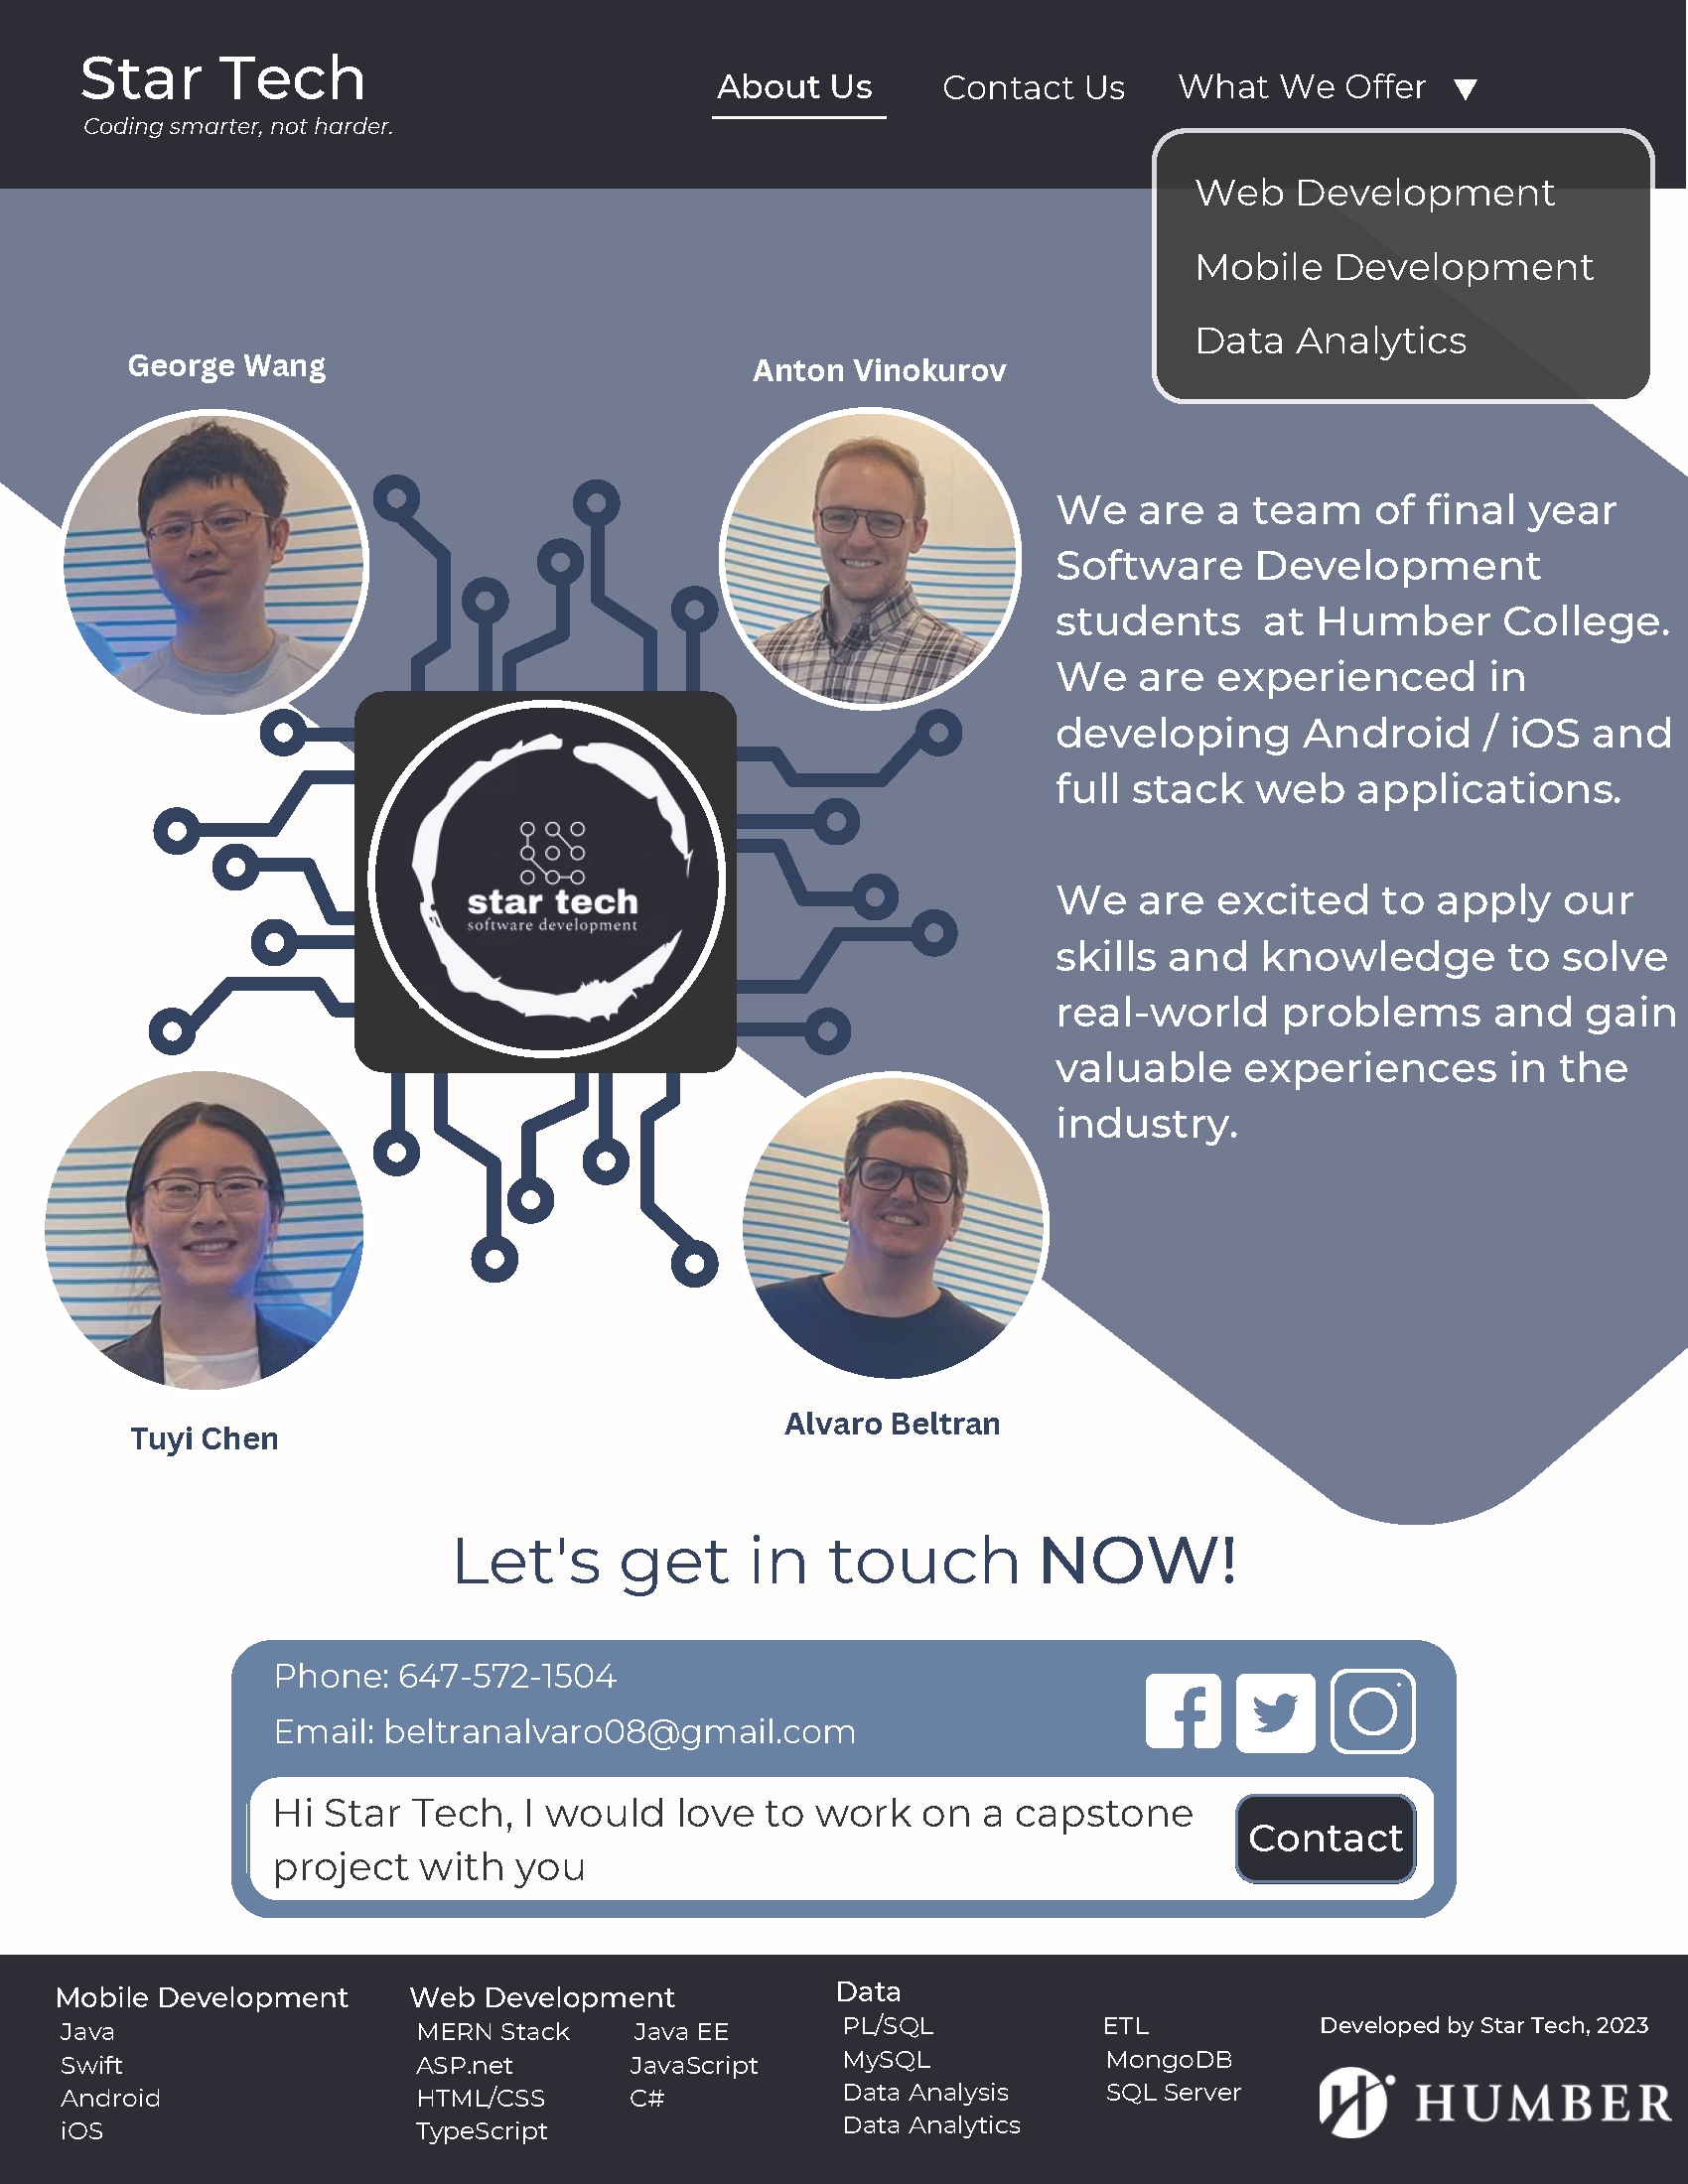 Star Tech
Coding smarter, not harder.
About Us
Contact Us
What We Offer ▼
Web Development
Mobile Development
Data Analytics
George Wang
Anton Vinokurov
We are a team of final year
Software Development
students  at Humber College.
We are experienced in
developing Android / iOS and
full stack web applications.
We are excited to apply our
skills and knowledge to solve
real-world problems and gain
valuable experiences in the
industry.
star tech
software development
Tuyi Chen
Alvaro Beltran
Let's get in touch NOW!
Phone: 647-572-1504
Email: beltranalvaro08@gmail.com
Hi Star Tech, I would love to work on a capstone
project with you
Contact
Mobile Development
Java
Swift
Android
iOS
Web Development
MERN Stack
ASP.net
HTML/CSS
TypeScript
Java EE
JavaScript
C#
Data
PL/SQL
MySQL
Data Analysis
Data Analytics
ETL
MongoDB
SQL Server
Developed by Star Tech, 2023
HUMBER